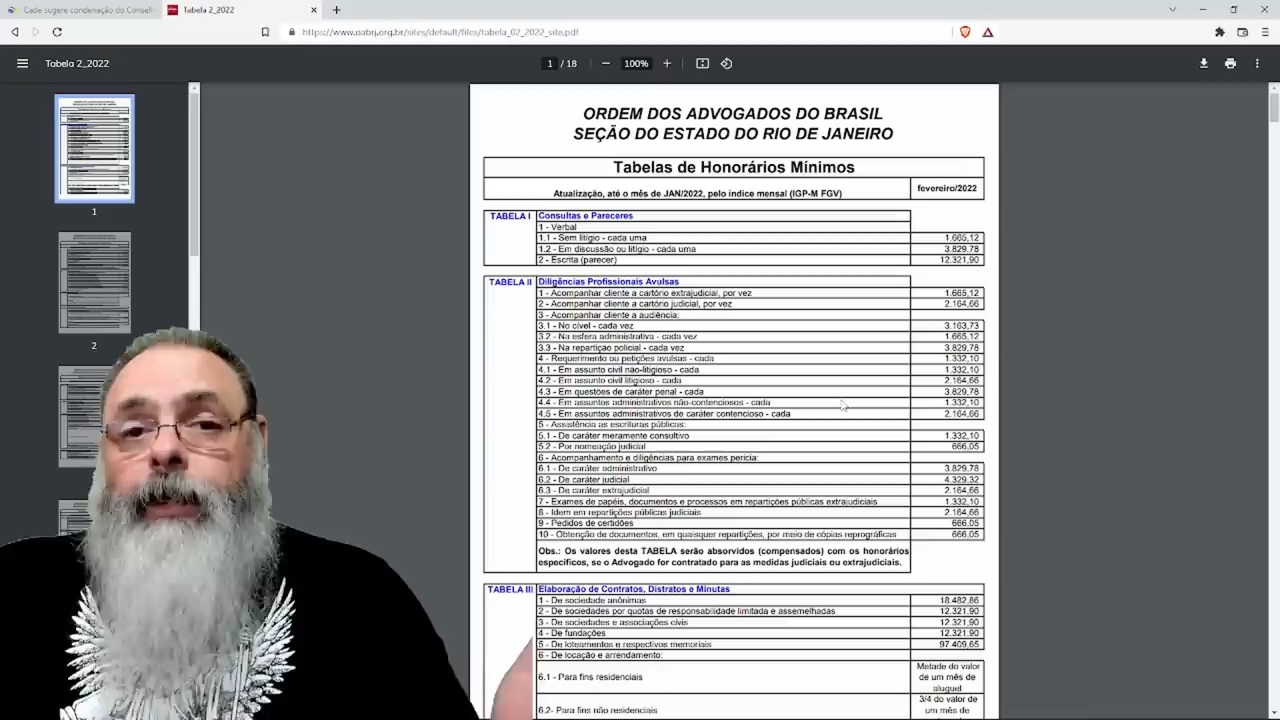 Cade sugere condenação do Conselh
Tabela 2_2022
https://www.oabrj.org.br/sites/default/files/tabela_02_2022_site.pdf
Tabela 2_2022
1 / 18
100%
1
2
ORDEM DOS ADVOGADOS DO BRASIL
SEÇÃO DO ESTADO DO RIO DE JANEIRO
Tabelas de Honorários Mínimos
Atualização, até o mês de JAN/2022, pelo índice mensal (IGP-M FGV) fevereiro/2022
TABELA I Consultas e Pareceres
1 - Verbal
1.1 - Sem litígio - cada uma 1.665,12
1.2 - Em discussão ou litígio - cada uma 3.829,78
2 - Escrita (parecer) 12.321,90
TABELA II Diligências Profissionais Avulsas
1 - Acompanhar cliente a cartório extrajudicial, por vez 1.665,12
2 - Acompanhar cliente a cartório judicial, por vez 2.164,66
3 - Acompanhar cliente a audiência:
3.1 - No cível - cada vez 3.163,73
3.2 - Na esfera administrativa - cada vez 1.665,12
3.3 - Na repartição policial - cada vez 3.829,78
4 - Requerimento ou petições avulsas - cada 1.332,10
4.1 - Em assunto civil não-litigioso - cada 1.332,10
4.2 - Em assunto civil litigioso - cada 2.164,66
4.3 - Em questões de caráter penal - cada 3.829,78
4.4 - Em assuntos administrativos não-contenciosos - cada 1.332,10
4.5 - Em assuntos administrativos de caráter contencioso - cada 2.164,66
5 - Assistência as escrituras públicas:
5.1 - De caráter meramente consultivo 1.332,10
5.2 - Por nomeação judicial 666,05
6 - Acompanhamento e diligências para exames perícia:
6.1 - De caráter administrativo 3.829,78
6.2 - De caráter judicial 4.329,32
6.3 - De caráter extrajudicial 2.164,66
7 - Exames de papéis, documentos e processos em repartições públicas extrajudiciais 1.332,10
8 - Idem em repartições públicas judiciais 2.164,66
9 - Pedidos de certidões 666,05
10 - Obtenção de documentos, em quaisquer repartições, por meio de cópias reprográficas 666,05
Obs.: Os valores desta TABELA serão absorvidos (compensados) com os honorários
específicos, se o Advogado for contratado para as medidas judiciais ou extrajudiciais.
TABELA III Elaboração de Contratos, Distratos e Minutas
1 - De sociedade anônimas 18.482,86
2 - De sociedades por quotas de responsabilidade limitada e assemelhadas 12.321,90
3 - De sociedades e associações civis 12.321,90
4 - De fundações 12.321,90
5 - De loteamentos e respectivos memoriais 97.409,65
6 - De locação e arrendamento:
6.1 - Para fins residenciais Metade do valor
de um mês de
aluguel
6.2- Para fins não residenciais 3/4 do valor de
um mês de